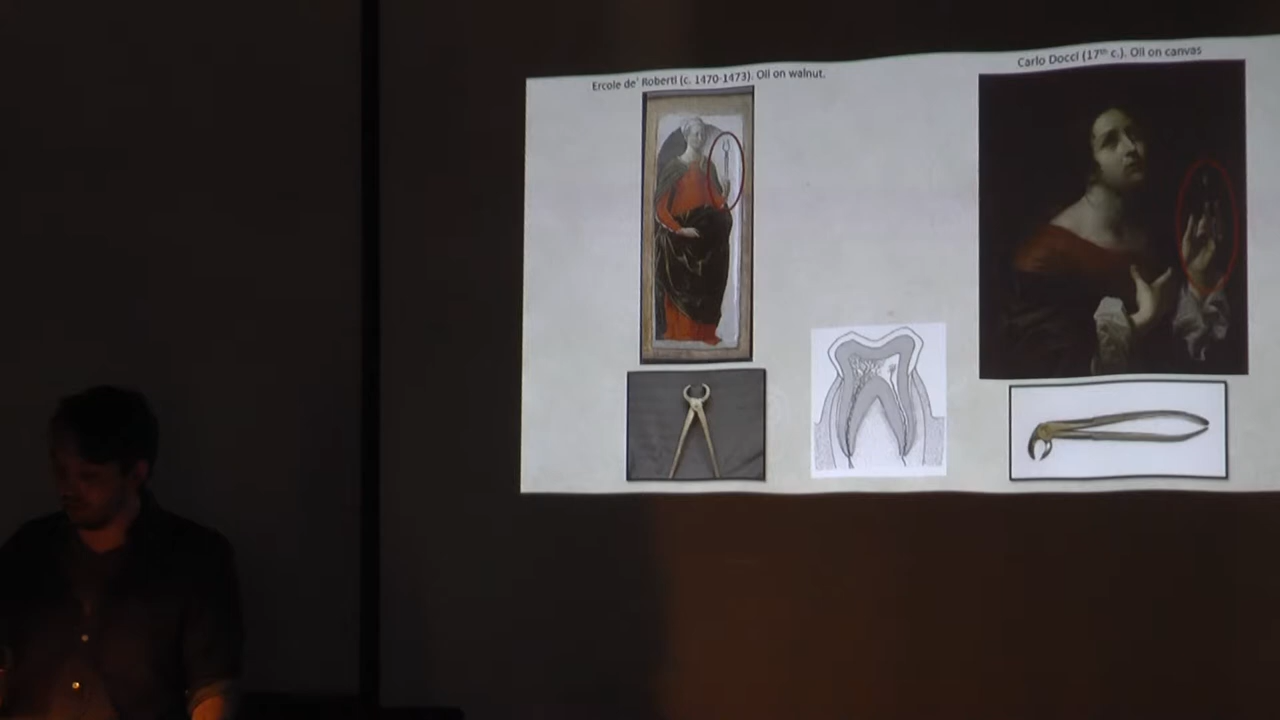 Ercole de' Roberti (c. 1470-1473). Oil on walnut.
Carlo Docci (17th c.). Oil on canvas